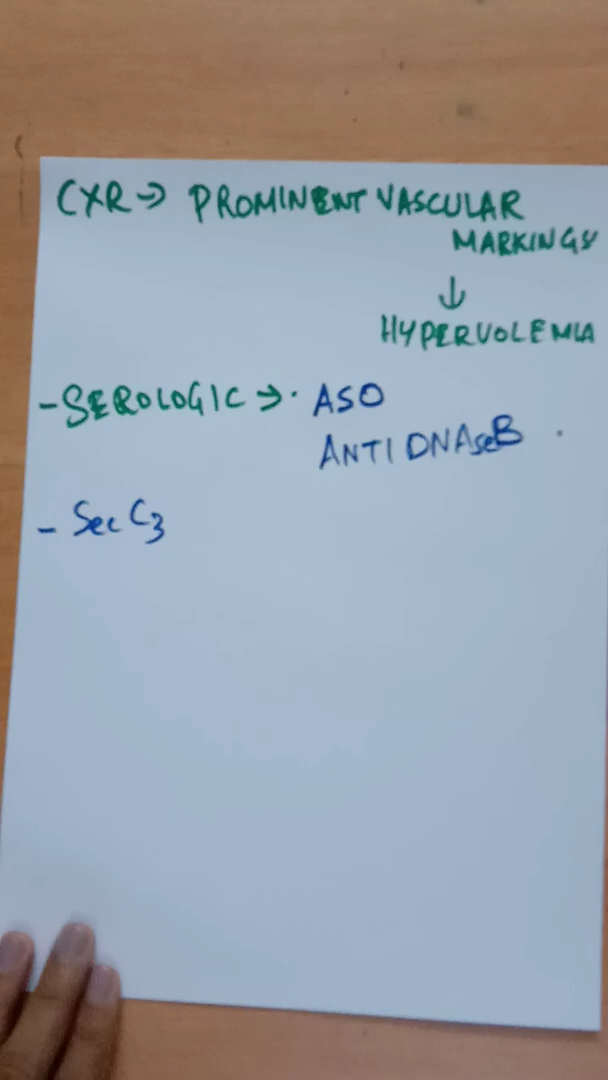 CXR → PROMINENT VASCULAR
MARKINGS
↓
HYPERVOLEMIA
- SEROLOGIC → · ASO
ANTI DNAseB
- Sec C3